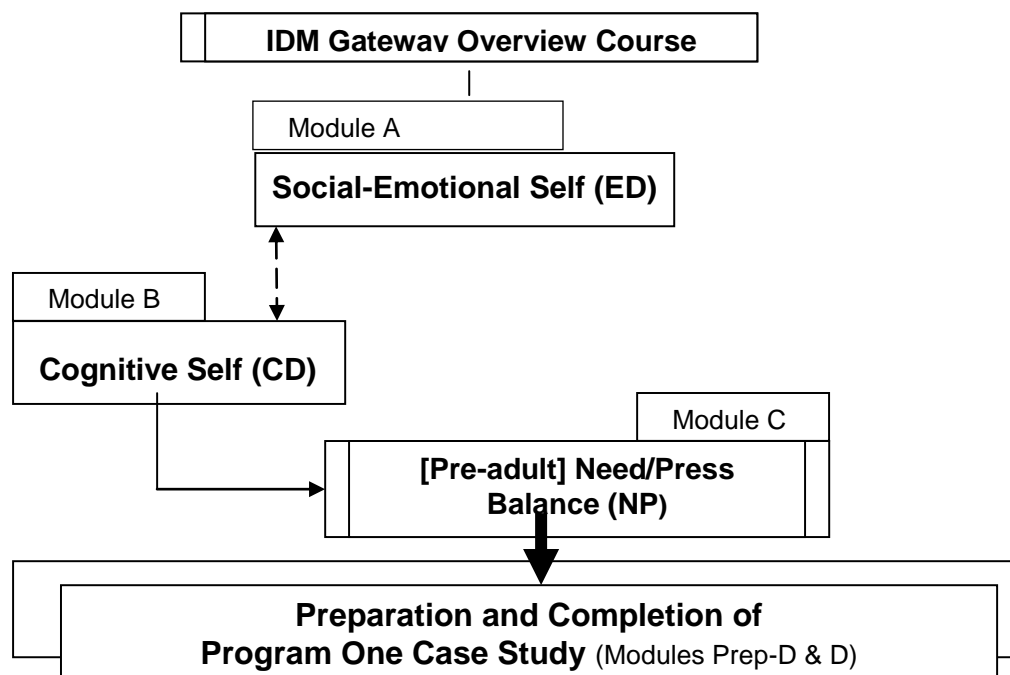 IDM Gateway Overview Course
Module A
Social-Emotional Self (ED)
Module B
Cognitive Self (CD)
Module C
[Pre-adult] Need/Press
Balance (NP)
Preparation and Completion of
Program One Case Study (Modules Prep-D & D)